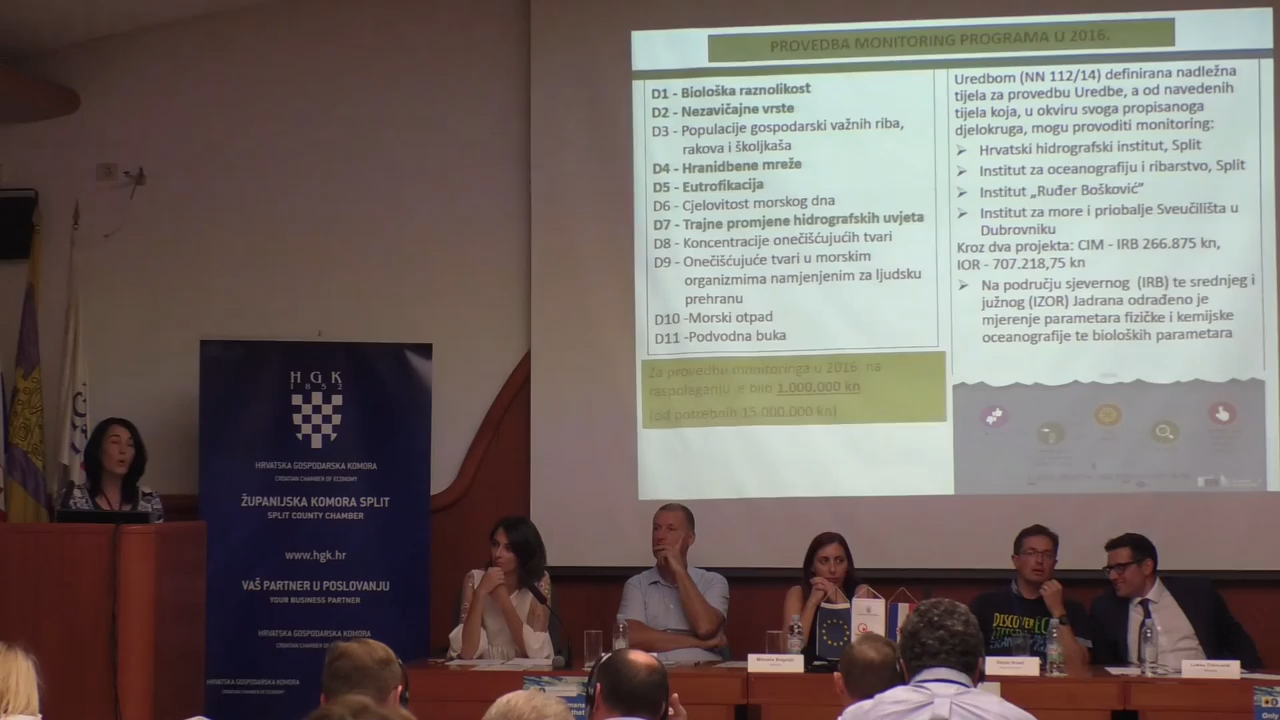 PROVEDBA MONITORING PROGRAMA U 2016.
D1 - Biološka raznolikost
D2 - Nezavičajne vrste
D3 - Populacije gospodarski važnih riba,
rakova i školjkaša
D4 - Hranidbene mreže
D5 - Eutrofikacija
D6 - Cjelovitost morskog dna
D7 - Trajne promjene hidrografskih uvjeta
D8 - Koncentracije onečišćujućih tvari
D9 - Onečišćujuće tvari u morskim
organizmima namjenjenim za ljudsku
prehranu
D10 -Morski otpad
D11 -Podvodna buka
Za provedbu monitoringa u 2016. na
raspolaganju je bilo 1.000.000 kn
(od potrebnih 15.000.000 kn)
Uredbom (NN 112/14) definirana nadležna
tijela za provedbu Uredbe, a od navedenih
tijela koja, u okviru svoga propisanoga
djelokruga, mogu provoditi monitoring:
➢ Hrvatski hidrografski institut, Split
➢ Institut za oceanografiju i ribarstvo, Split
➢ Institut „Ruđer Bošković"
➢ Institut za more i priobalje Sveučilišta u
Dubrovniku
Kroz dva projekta: CIM - IRB 266.875 kn,
IOR - 707.218,75 kn
➢ Na području sjevernog (IRB) te srednjeg i
južnog (IZOR) Jadrana odrađeno je
mjerenje parametara fizičke i kemijske
oceanografije te bioloških parametara
HGK
1852
HRVATSKA GOSPODARSKA KOMORA
CROATIAN CHAMBER OF ECONOMY
ŽUPANIJSKA KOMORA SPLIT
SPLIT COUNTY CHAMBER
www.hgk.hr
VAŠ PARTNER U POSLOVANJU
YOUR BUSINESS PARTNER
HRVATSKA GOSPODARSKA KOMORA
HRVATSKA GOSPODARSKA KOMORA
DISCOVER